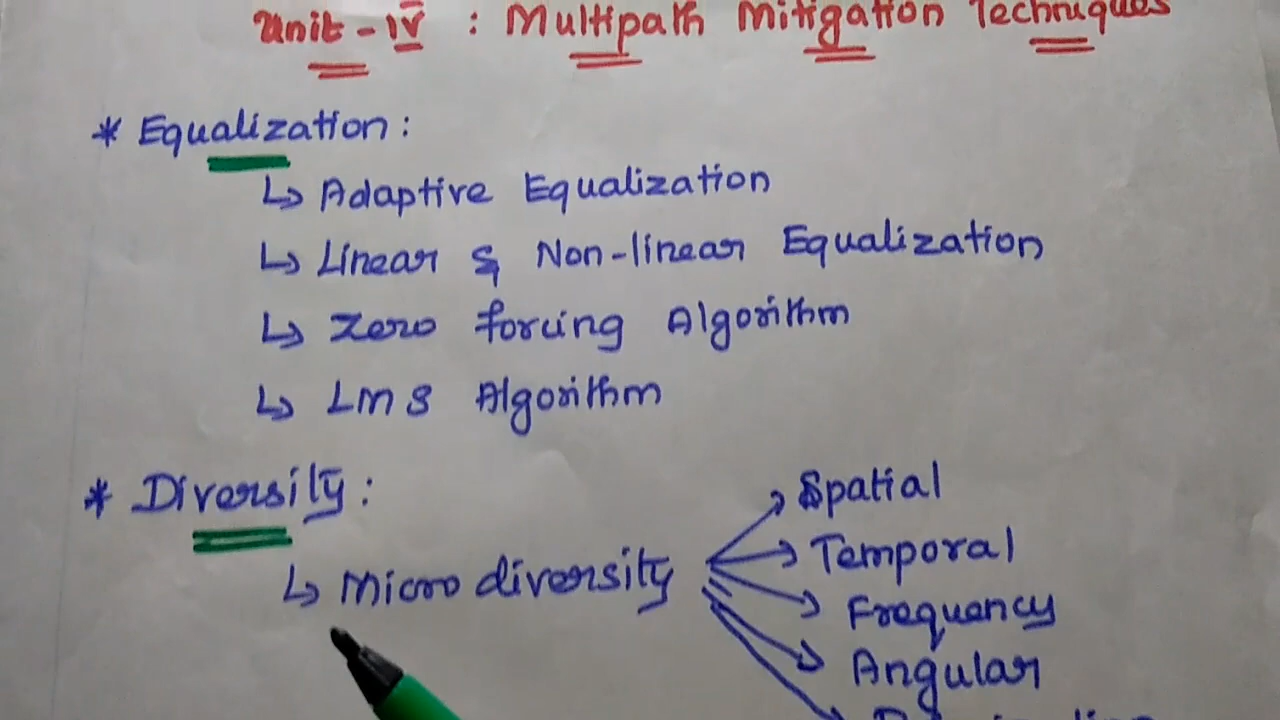 Unit - IV : Multipath Mitigation Techniques
* Equalization :
↳ Adaptive Equalization
↳ Linear & Non-linear Equalization
↳ Zero forcing Algorithm
↳ LMS Algorithm
* Diversity :
↳ Micro diversity
Spatial
Temporal
Frequency
Angular